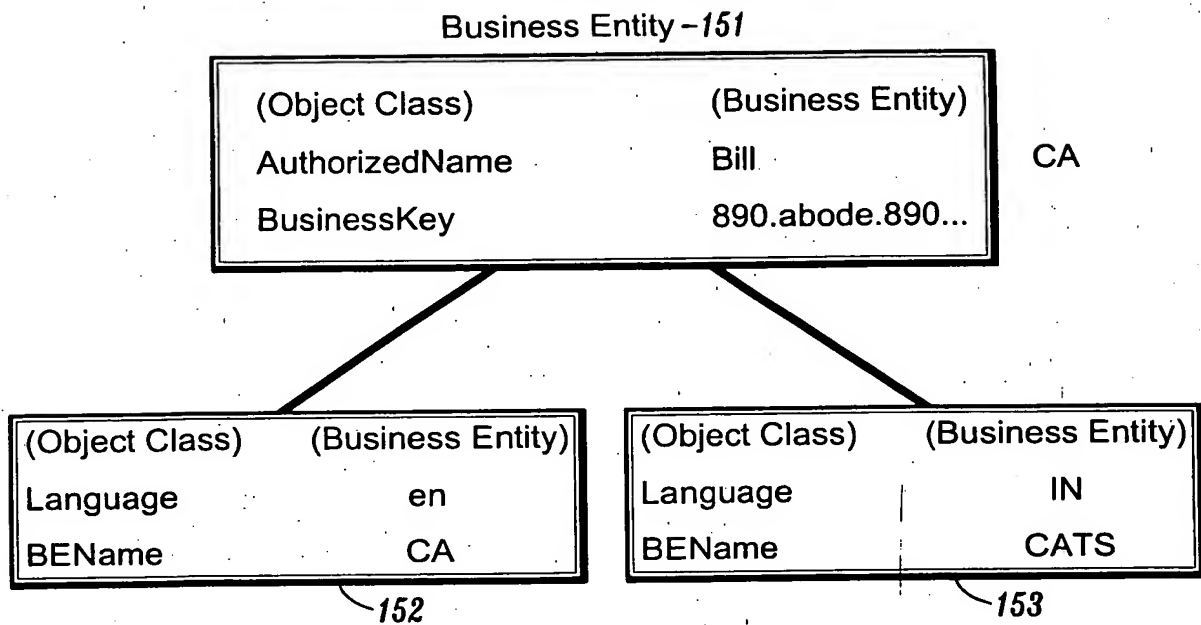 Business Entity - 151
(Object Class) (Business Entity)
AuthorizedName Bill
CA
BusinessKey 890.abode.890...
(Object Class) (Business Entity)
Language en
BEName CA
152
(Object Class) (Business Entity)
Language IN
BEName CATS
153